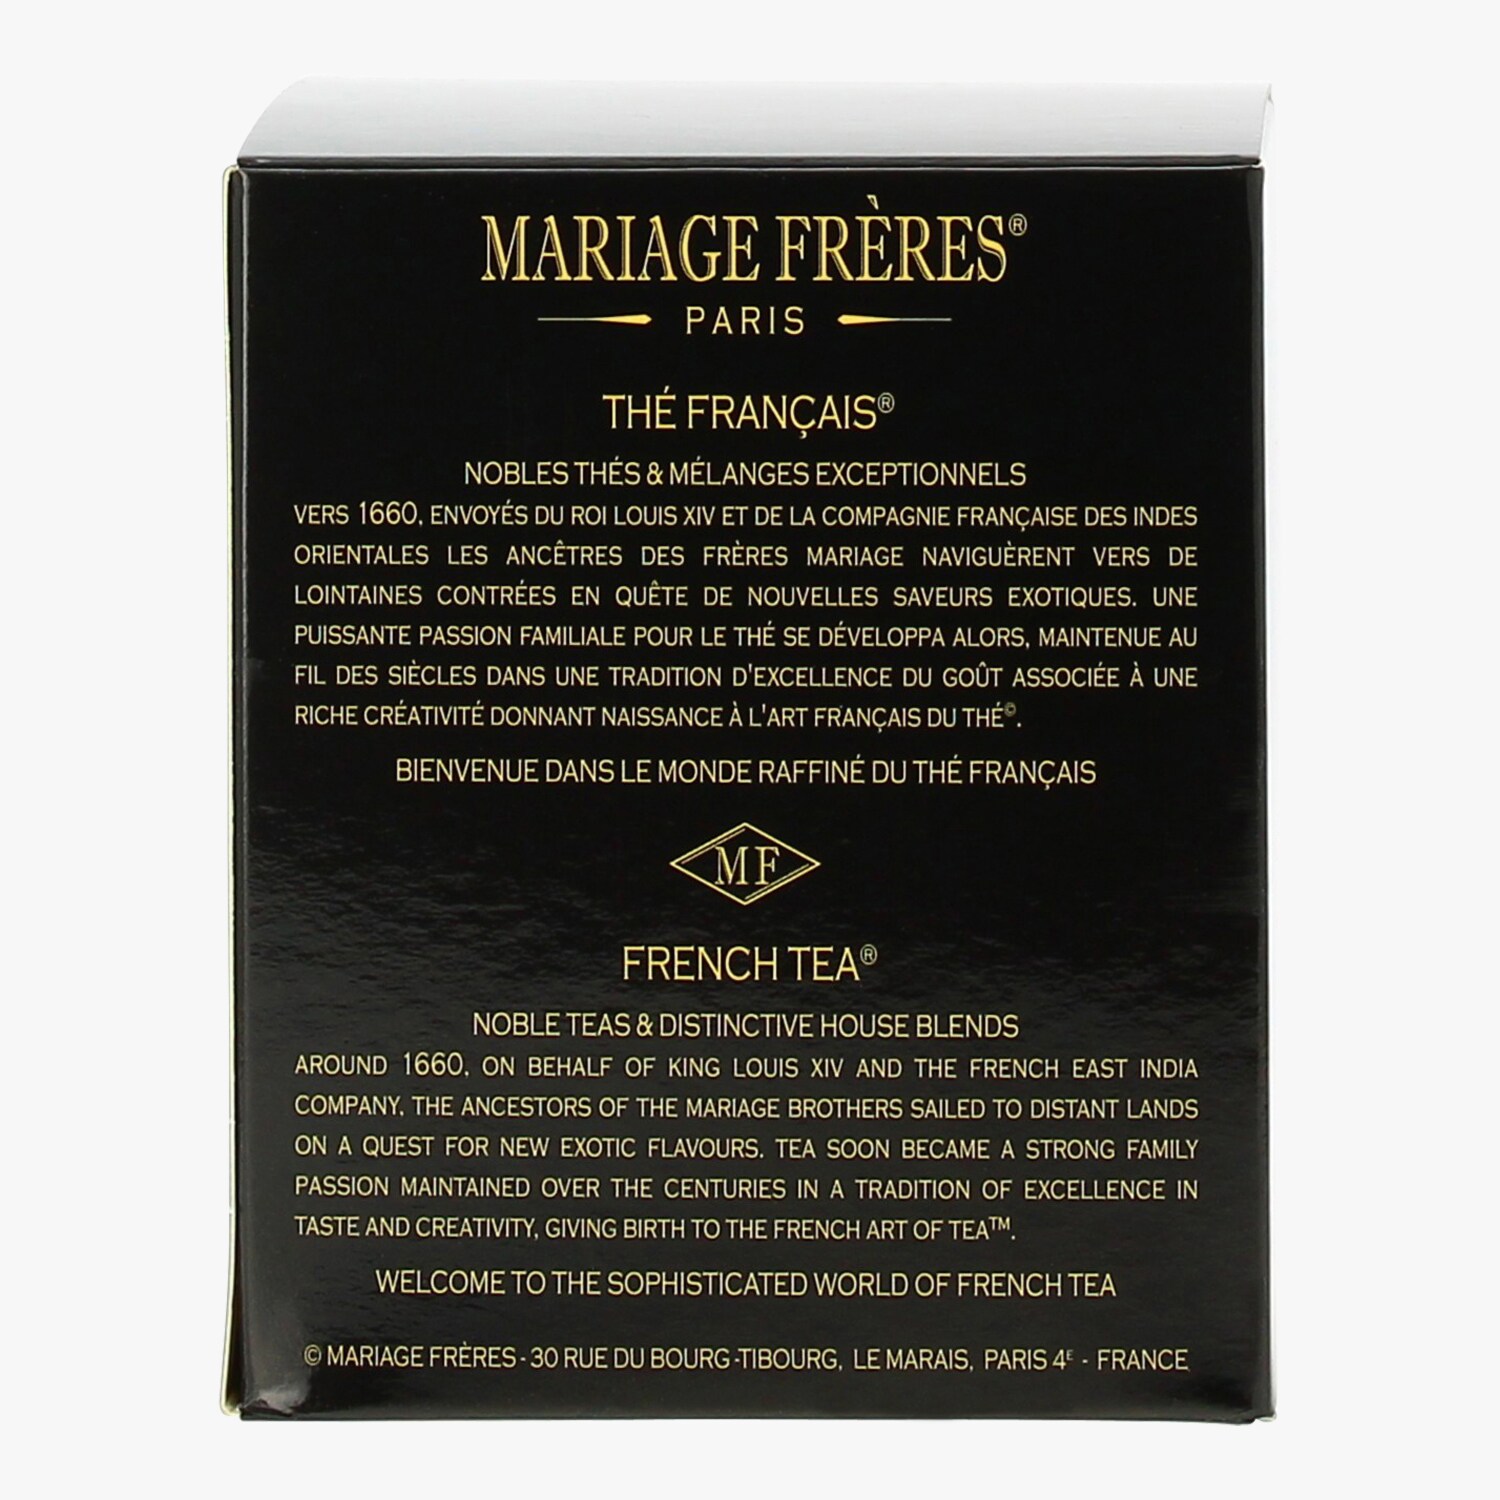 MARIAGE FRÈRES®
PARIS
THÉ FRANÇAIS®
NOBLES THÉS & MÉLANGES EXCEPTIONNELS
VERS 1660, ENVOYÉS DU ROI LOUIS XIV ET DE LA COMPAGNIE FRANÇAISE DES INDES
ORIENTALES LES ANCÊTRES DES FRÈRES MARIAGE NAVIGUÈRENT VERS DE
LOINTAINES CONTRÉES EN QUÊTE DE NOUVELLES SAVEURS EXOTIQUES. UNE
PUISSANTE PASSION FAMILIALE POUR LE THÉ SE DÉVELOPPA ALORS, MAINTENUE AU
FIL DES SIÈCLES DANS UNE TRADITION D'EXCELLENCE DU GOÛT ASSOCIÉE À UNE
RICHE CRÉATIVITÉ DONNANT NAISSANCE À L'ART FRANÇAIS DU THÉ©.
BIENVENUE DANS LE MONDE RAFFINÉ DU THÉ FRANÇAIS
MF
FRENCH TEA®
NOBLE TEAS & DISTINCTIVE HOUSE BLENDS
AROUND 1660, ON BEHALF OF KING LOUIS XIV AND THE FRENCH EAST INDIA
COMPANY, THE ANCESTORS OF THE MARIAGE BROTHERS SAILED TO DISTANT LANDS
ON A QUEST FOR NEW EXOTIC FLAVOURS. TEA SOON BECAME A STRONG FAMILY
PASSION MAINTAINED OVER THE CENTURIES IN A TRADITION OF EXCELLENCE IN
TASTE AND CREATIVITY, GIVING BIRTH TO THE FRENCH ART OF TEA™.
WELCOME TO THE SOPHISTICATED WORLD OF FRENCH TEA
© MARIAGE FRÈRES - 30 RUE DU BOURG-TIBOURG, LE MARAIS, PARIS 4E - FRANCE